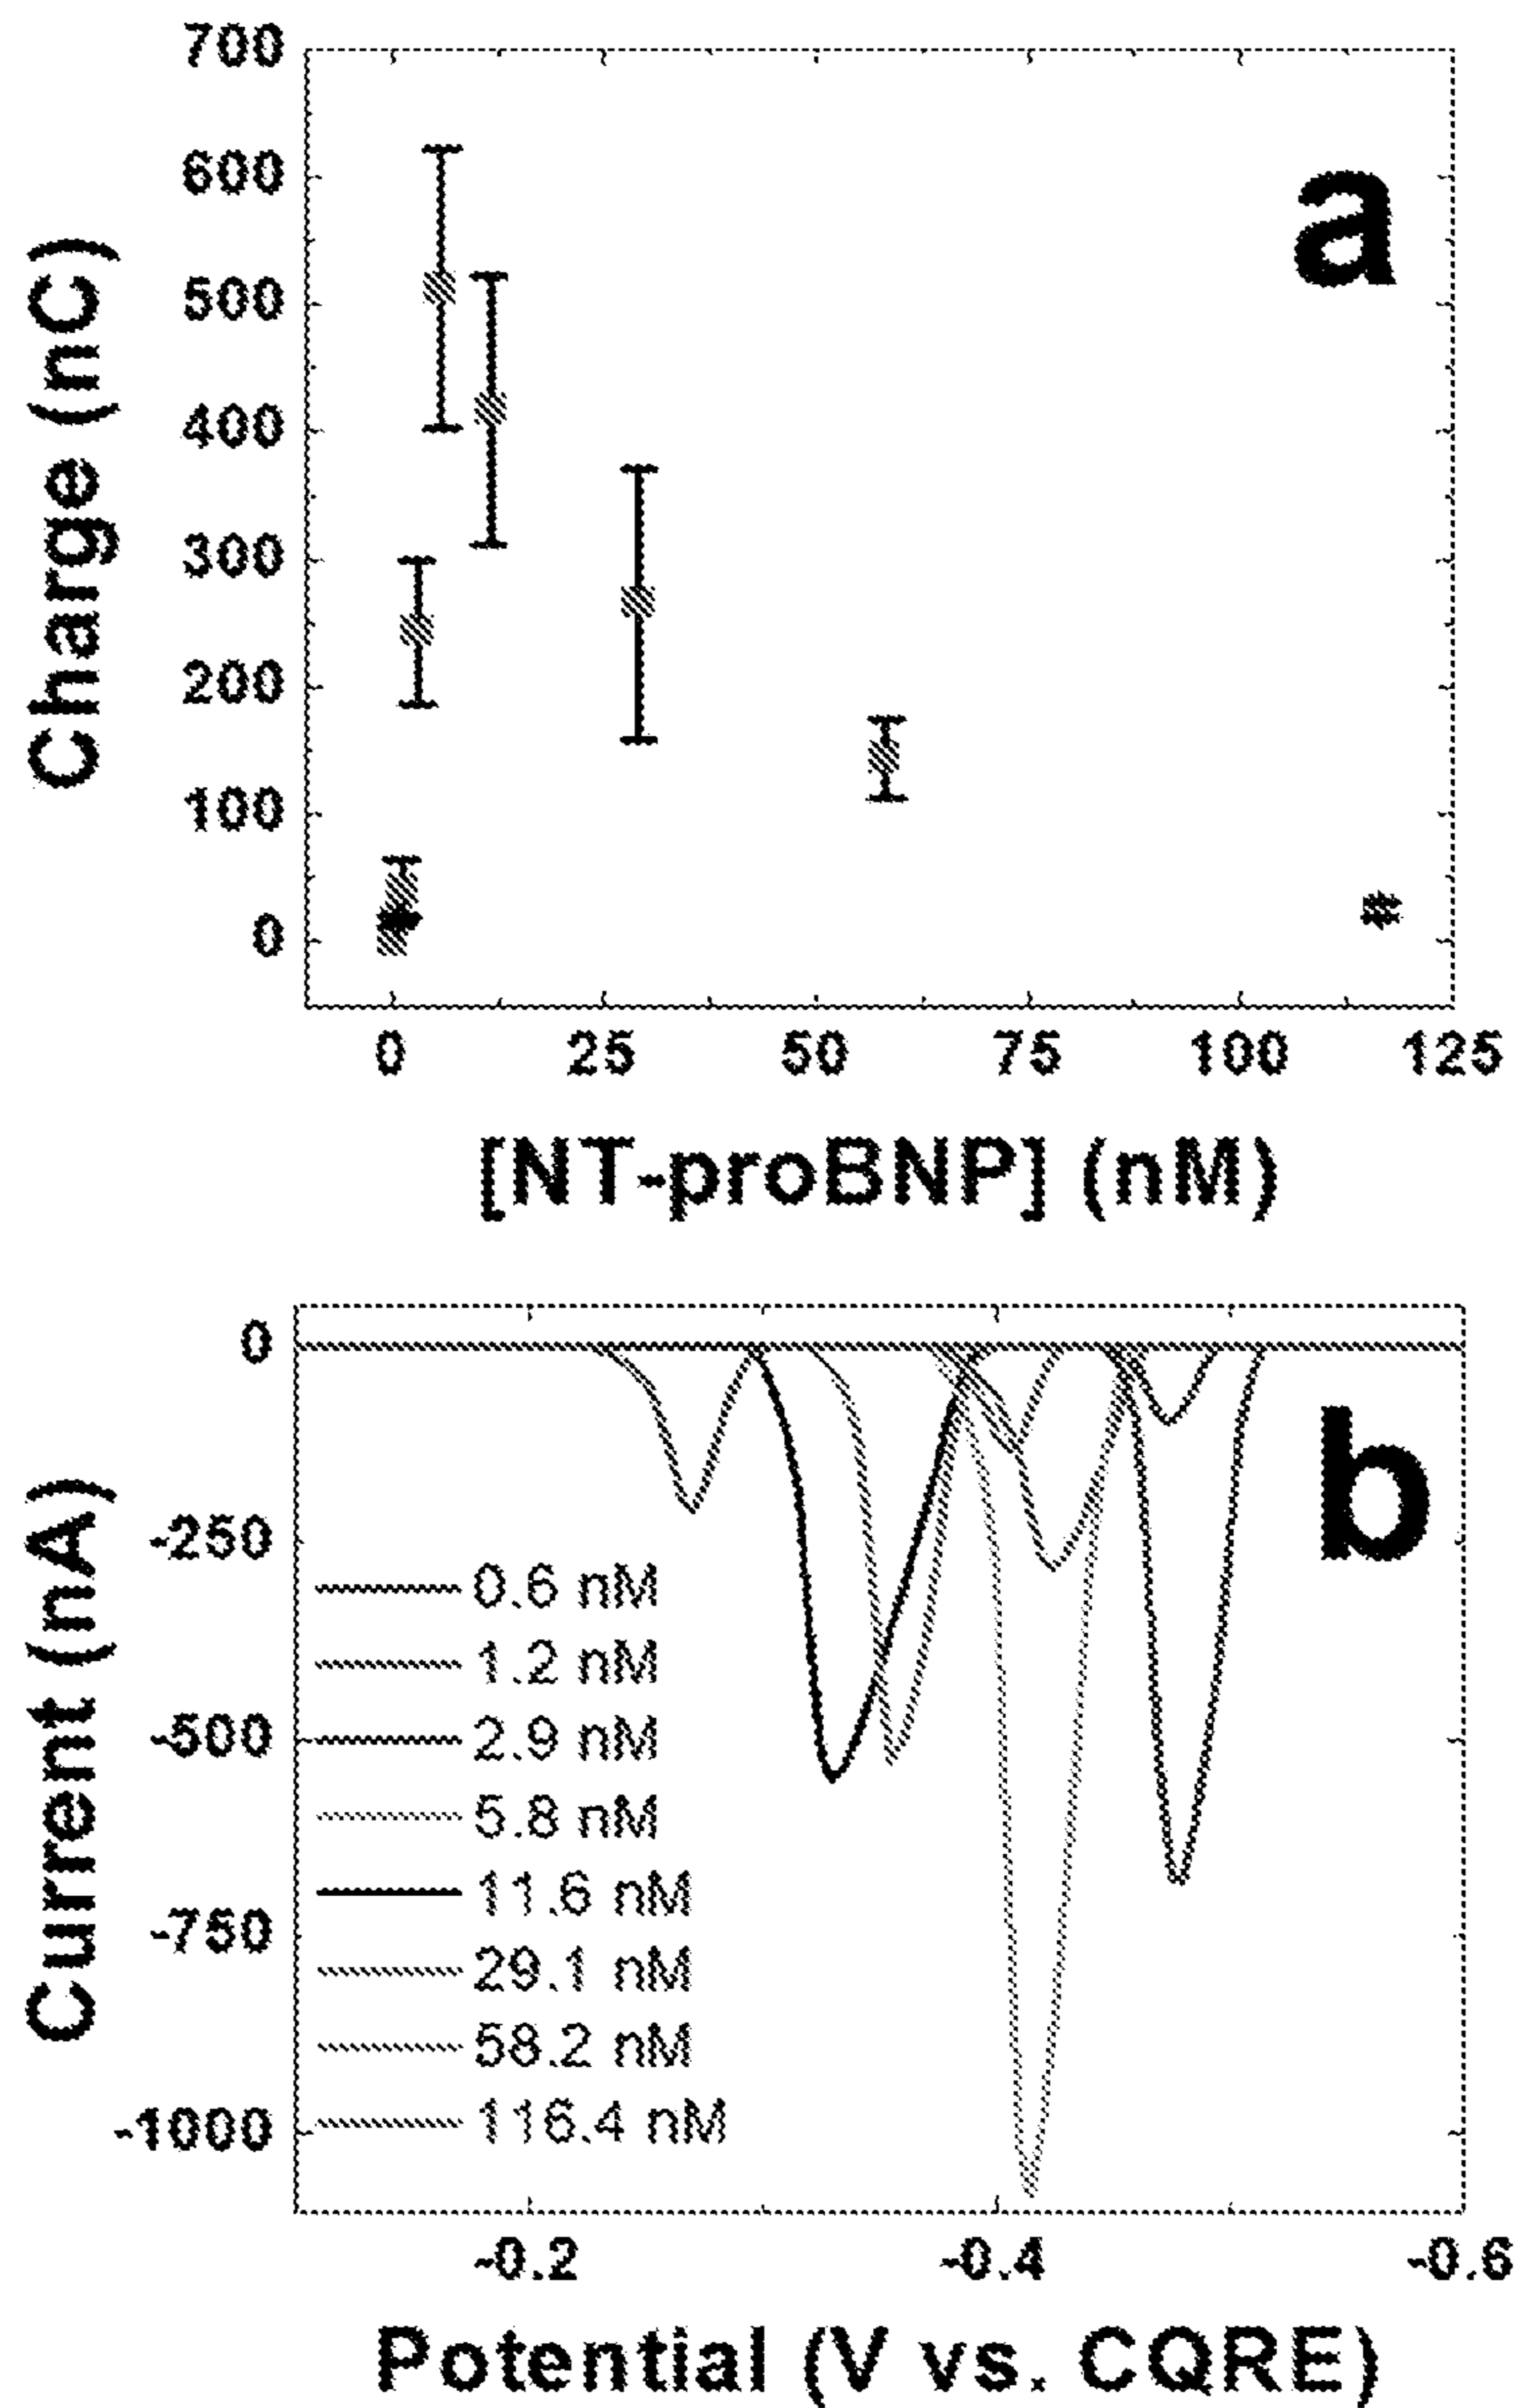 700
600
500
400
300
200
100
0
Charge (nC)
a
0 25 50 75 100 125
[NT-proBNP] (nM)
0
-250
-500
-750
-1000
Current (nA)
b
0.6 nM
1.2 nM
2.9 nM
5.8 nM
11.6 nM
29.1 nM
58.2 nM
116.4 nM
-0.2 -0.4 -0.6
Potential (V vs. CQRE)